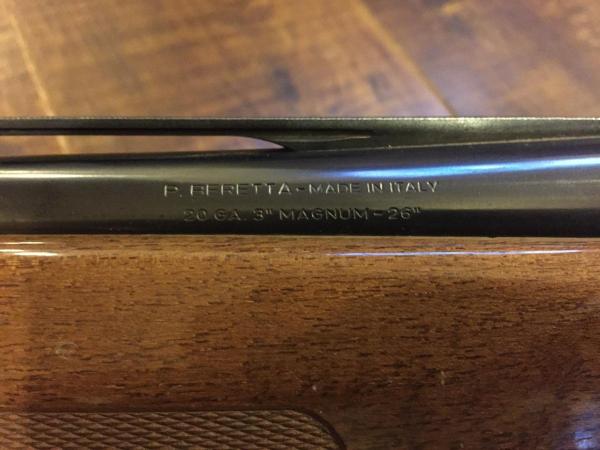 P. BERETTA - MADE IN ITALY
20 GA. 3" MAGNUM - 26"